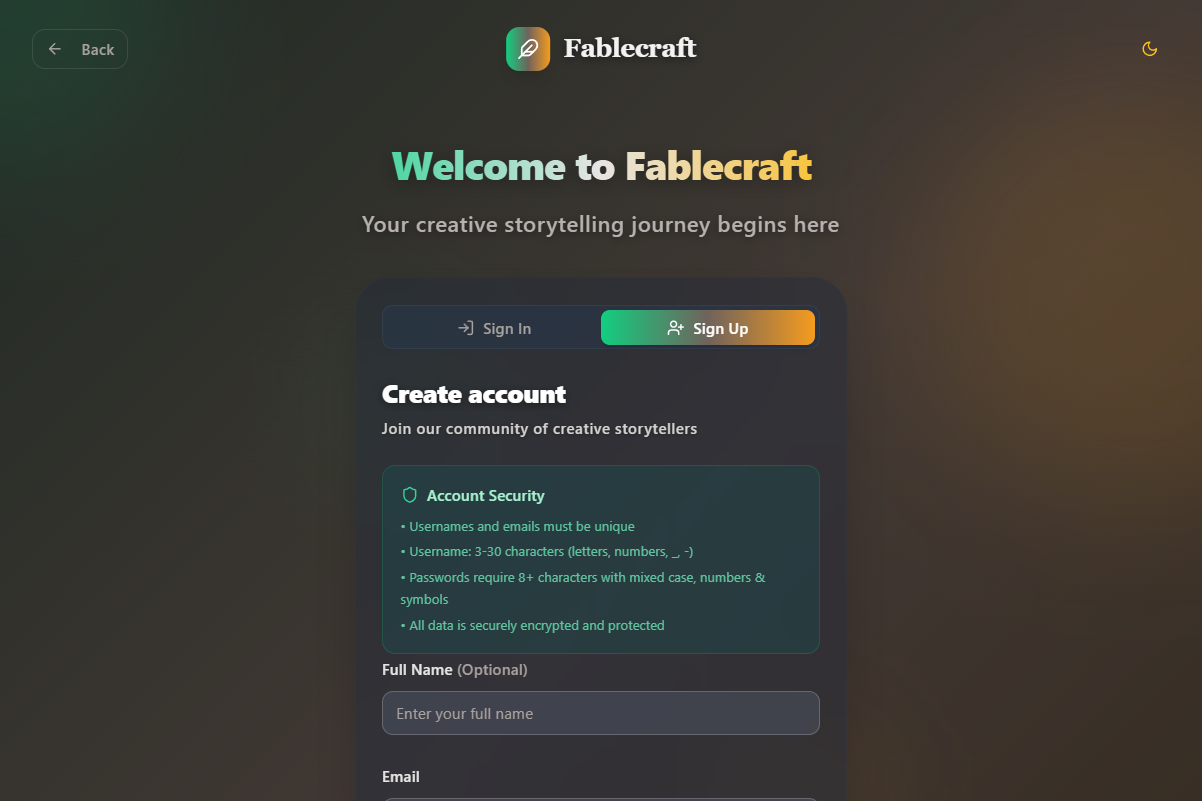 Back
Fablecraft
Welcome to Fablecraft
Your creative storytelling journey begins here
Sign In
Sign Up
Create account
Join our community of creative storytellers
Account Security
• Usernames and emails must be unique
• Username: 3-30 characters (letters, numbers, _, -)
• Passwords require 8+ characters with mixed case, numbers &
symbols
• All data is securely encrypted and protected
Full Name (Optional)
Enter your full name
Email